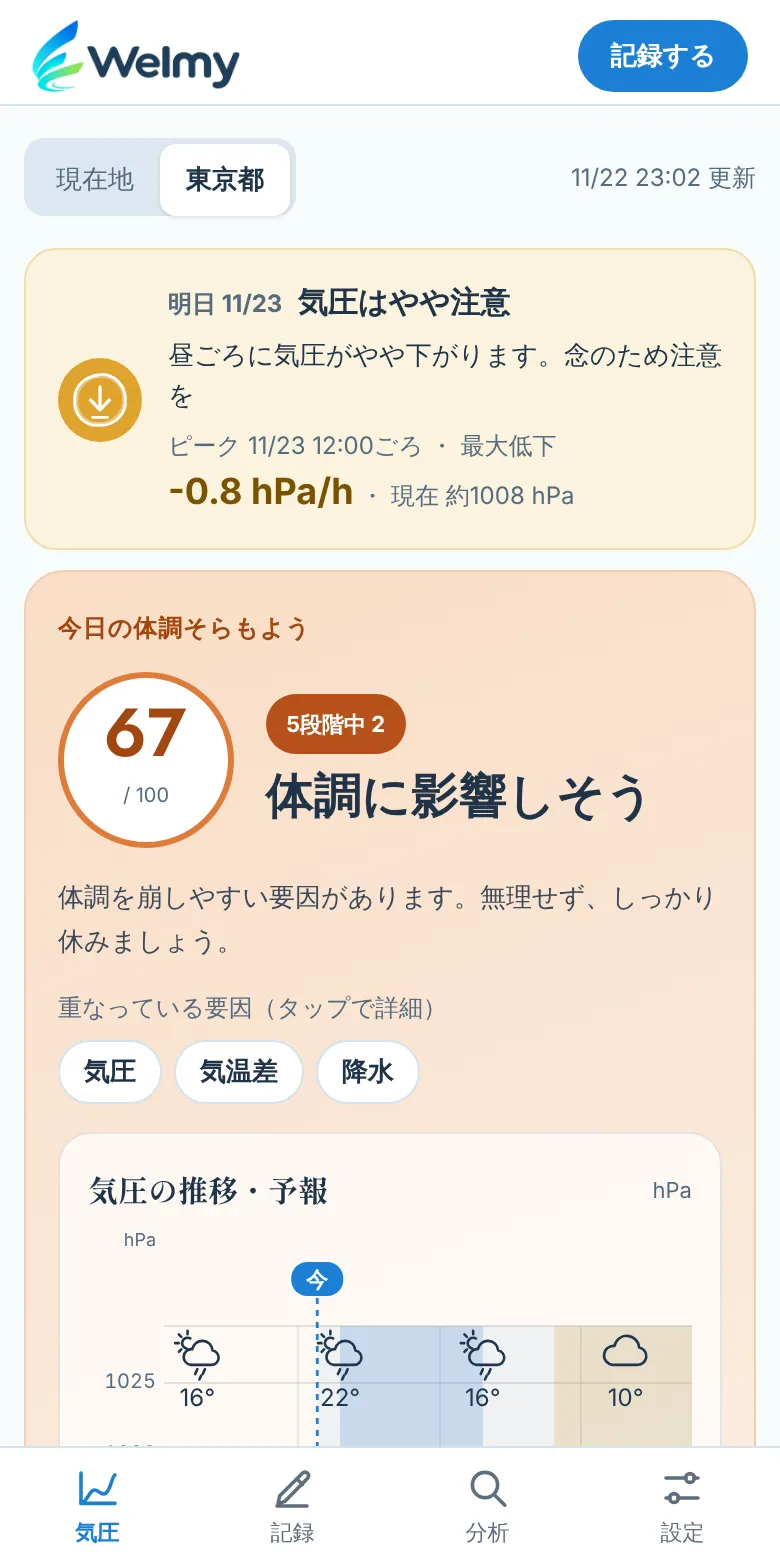 Welmy
記録する
現在地
東京都
11/22 23:02 更新
明日 11/23 気圧はやや注意
昼ごろに気圧がやや下がります。念のため注意
を
ピーク 11/23 12:00ごろ ・ 最大低下
-0.8 hPa/h ・ 現在 約1008 hPa
今日の体調そらもよう
67
/ 100
5段階中 2
体調に影響しそう
体調を崩しやすい要因があります。無理せず、しっかり
休みましょう。
重なっている要因（タップで詳細）
気圧
気温差
降水
気圧の推移・予報
hPa
hPa
今
1025
16°
22°
16°
10°
気圧
記録
分析
設定